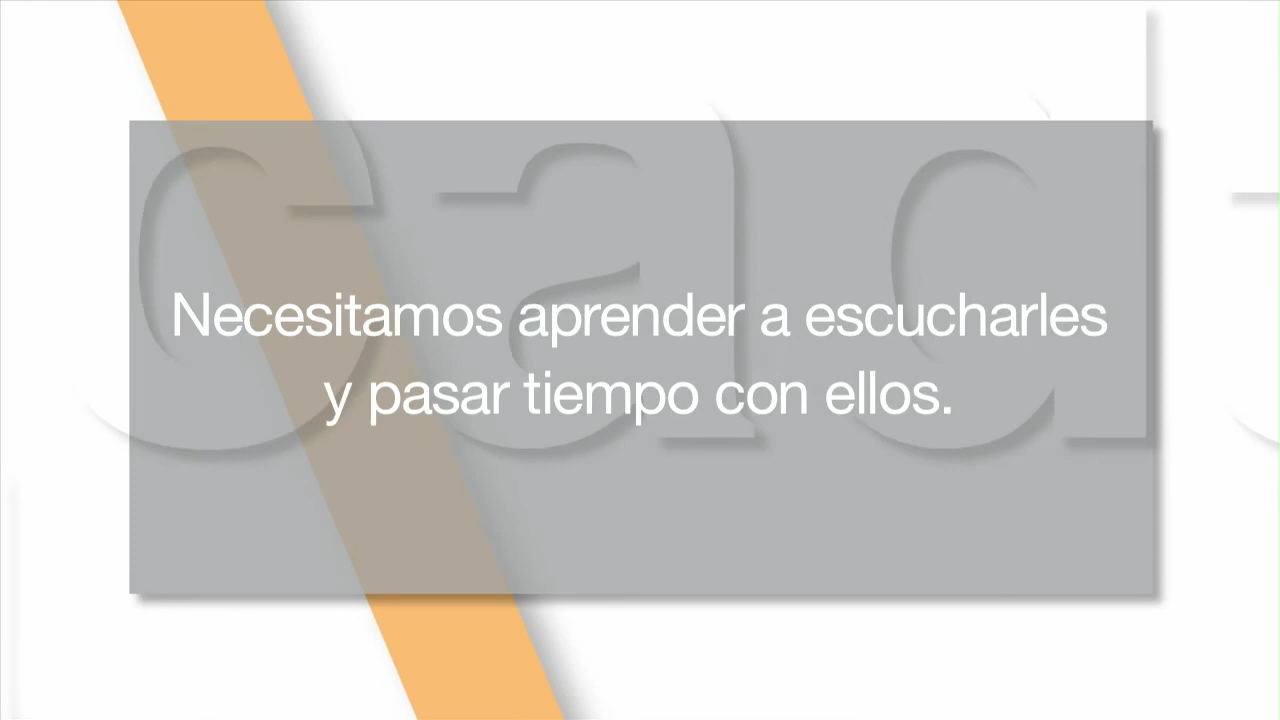 Necesitamos aprender a escucharles
y pasar tiempo con ellos.